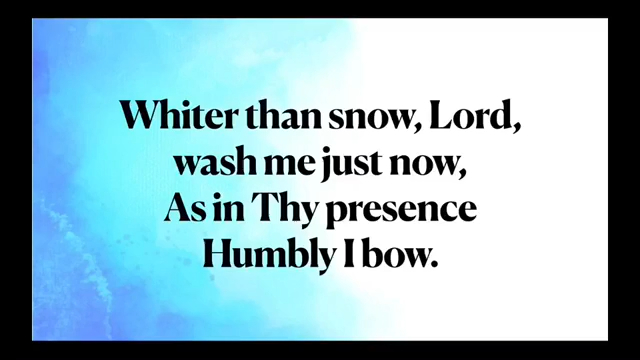 Whiter than snow, Lord,
wash me just now,
As in Thy presence
Humbly I bow.